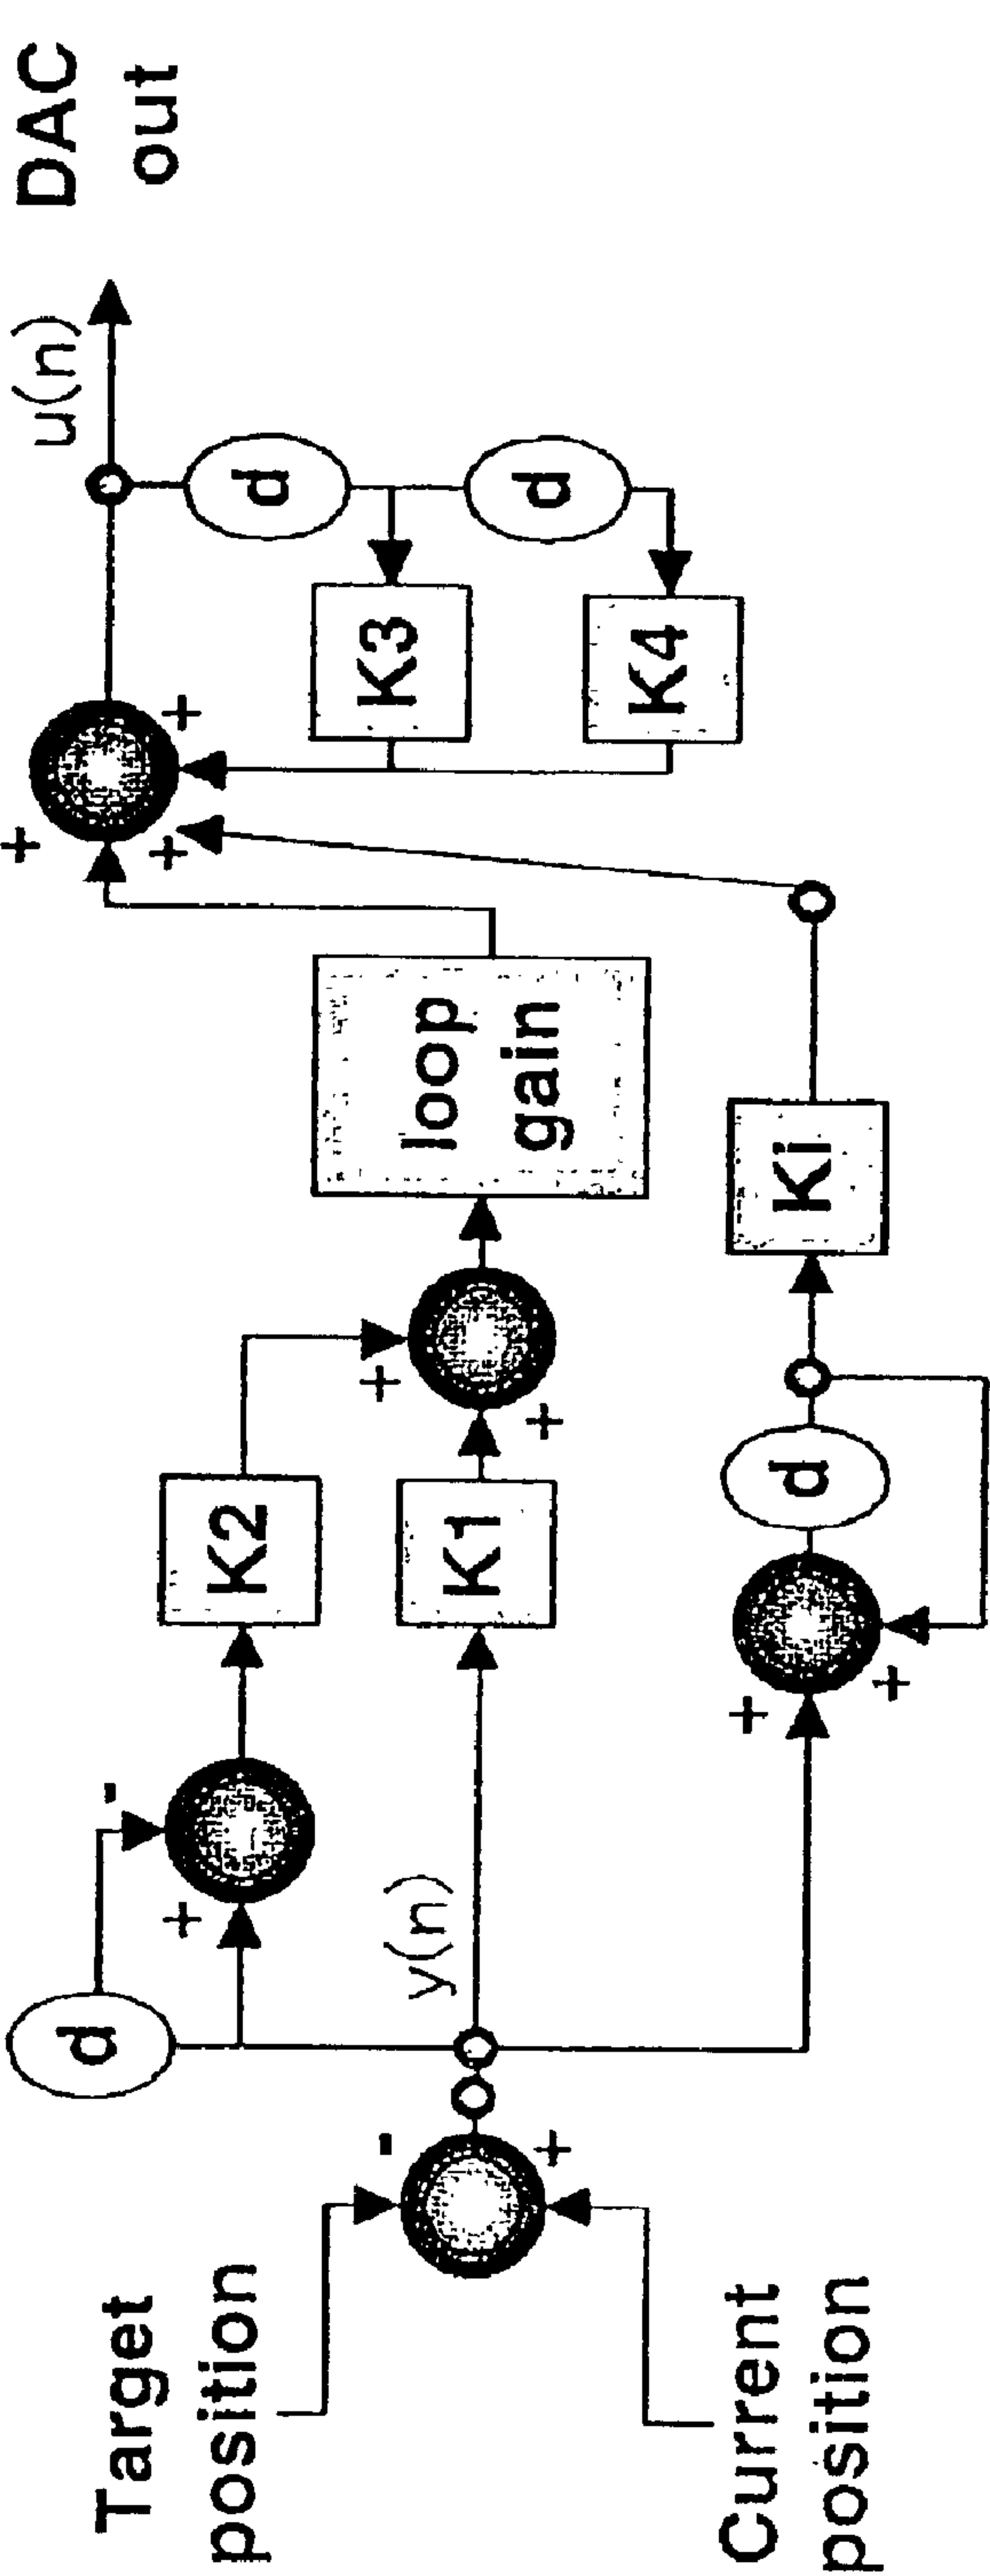 Target
position
Current
position
-
+
d
y(n)
+
-
K2
K1
+
+
d
+
+
Ki
loop
gain
+
+
+
K3
K4
d
d
u(n)
DAC
out